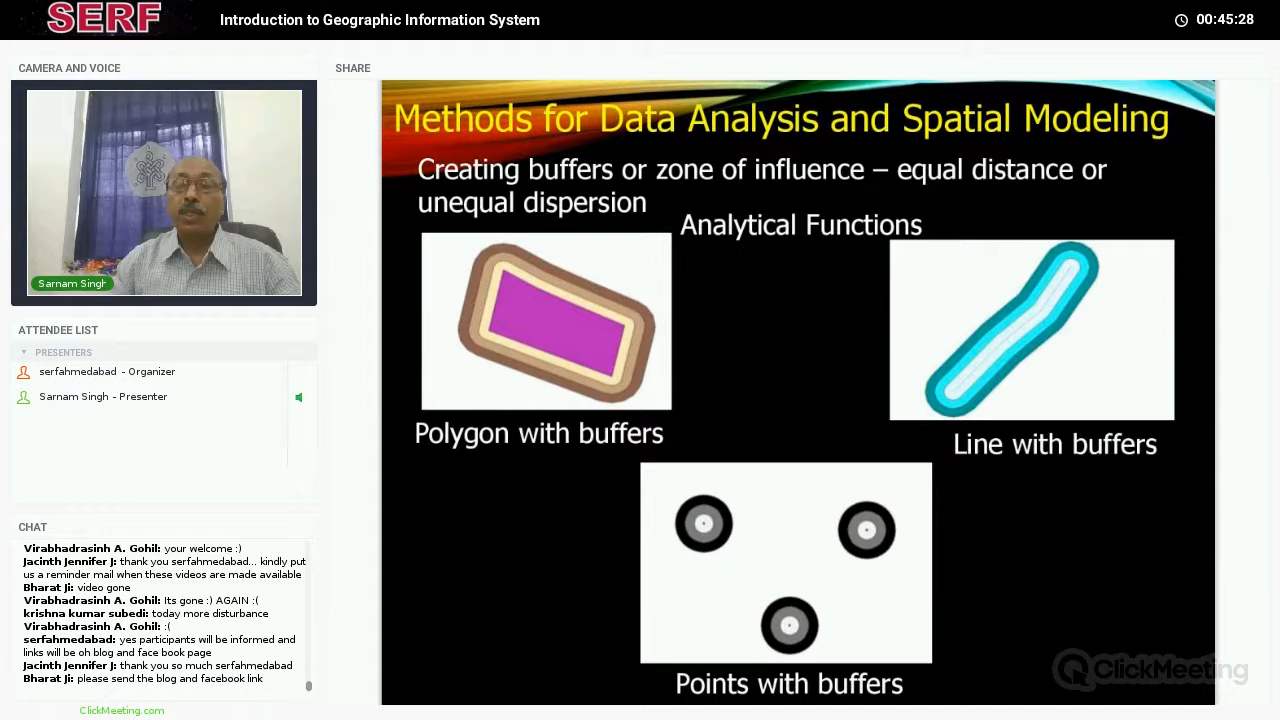 SERF
Introduction to Geographic Information System
00:45:28
CAMERA AND VOICE
Sarnam Singh
ATTENDEE LIST
PRESENTERS
serfahmedabad - Organizer
Sarnam Singh - Presenter
CHAT
Virabhadrasinh A. Gohil: your welcome :)
Jacinth Jennifer J: thank you serfahmedabad... kindly put
us a reminder mail when these videos are made available
Bharat Ji: video gone
Virabhadrasinh A. Gohil: Its gone :) AGAIN :(
krishna kumar subedi: today more disturbance
Virabhadrasinh A. Gohil: :(
serfahmedabad: yes participants will be informed and
links will be oh blog and face book page
Jacinth Jennifer J: thank you so much serfahmedabad
Bharat Ji: please send the blog and facebook link
ClickMeeting.com
SHARE
Methods for Data Analysis and Spatial Modeling
Creating buffers or zone of influence – equal distance or
unequal dispersion
Analytical Functions
Polygon with buffers
Line with buffers
Points with buffers
ClickMeeting